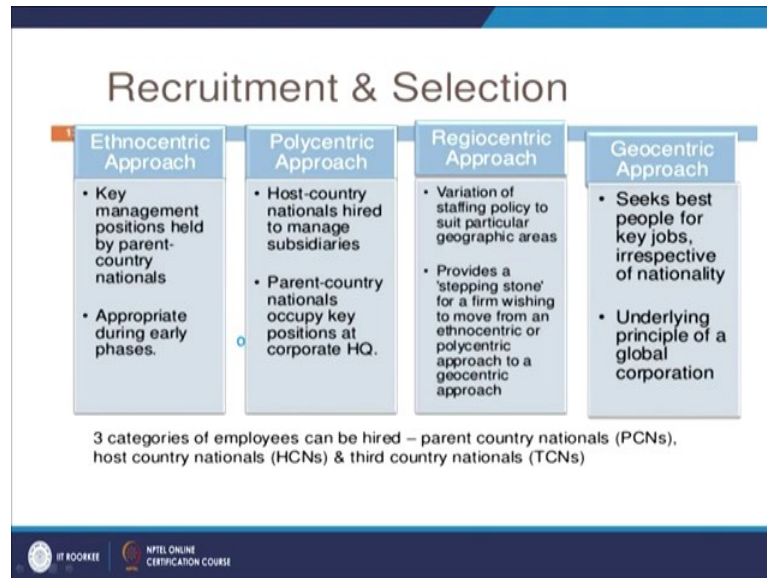 Recruitment & Selection
Ethnocentric
Approach
• Key
management
positions held
by parent-
country
nationals
• Appropriate
during early
phases.
Polycentric
Approach
• Host-country
nationals hired
to manage
subsidiaries
• Parent-country
nationals
occupy key
positions at
corporate HQ.
Regiocentric
Approach
• Variation of
staffing policy to
suit particular
geographic areas
• Provides a
'stepping stone'
for a firm wishing
to move from an
ethnocentric or
polycentric
approach to a
geocentric
approach
Geocentric
Approach
• Seeks best
people for
key jobs,
irrespective
of nationality
• Underlying
principle of a
global
corporation
3 categories of employees can be hired – parent country nationals (PCNs),
host country nationals (HCNs) & third country nationals (TCNs)
IIT ROORKEE
NPTEL ONLINE
CERTIFICATION COURSE